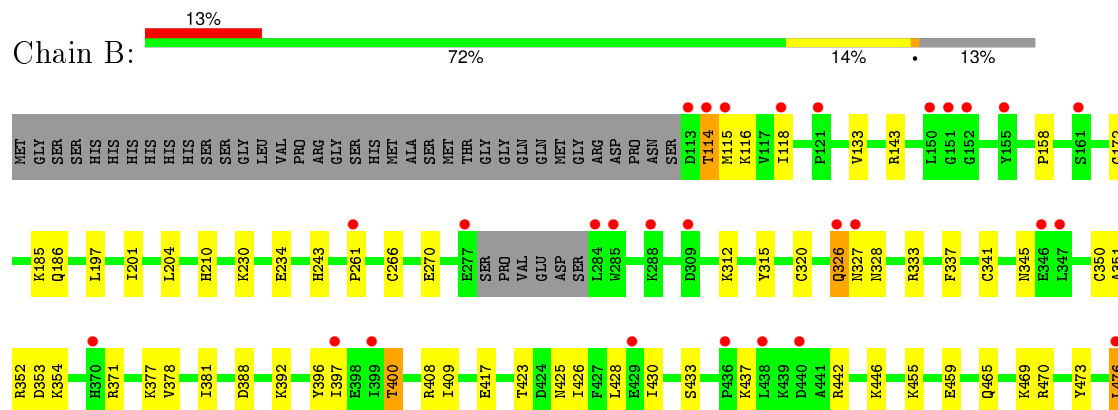 13%
Chain B:
72% 14% • 13%
MET GLY SER SER HIS HIS HIS HIS HIS HIS SER SER GLY LEU VAL PRO ARG GLY SER HIS MET ALA SER MET THR GLY GLY GLN GLN MET GLY ARG ASP PRO ASN SER D113 T114 M115 K116 V117 I118 P121 V133 R143 L150 G151 G152 Y155 P158 S161
K185 Q186 L197 I201 L204 H210 K230 E234 H243 P261 C266 E270 E277 SER PRO VAL GLU ASP SER L284 W285 K288 D309 K312 Y315 C320 Q326 N327 N328 R333 F337 C341 N345 E346 L347 C350 A351
R352 D353 K354 H370 R371 K377 V378 I381 D388 K392 Y396 I397 E398 I399 T400 R408 I409 E417 T423 D424 N425 I426 F427 L428 E429 I430 S433 P436 K437 L438 K439 D440 A441 R442 K446 K455 E459 Q465 K469 R470 Y473